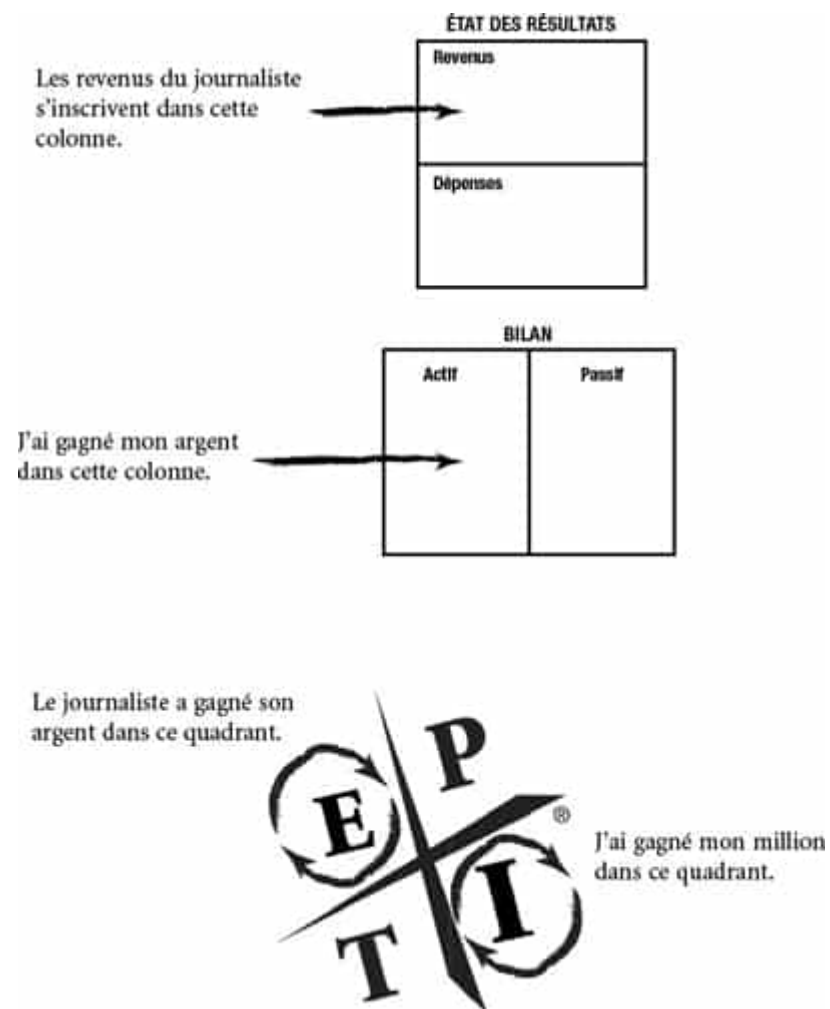 ÉTAT DES RÉSULTATS
Revenus
Les revenus du journaliste
s'inscrivent dans cette
colonne.
Dépenses
BILAN
Actif
Passif
J'ai gagné mon argent
dans cette colonne.
Le journaliste a gagné son
argent dans ce quadrant.
P
E
®
J'ai gagné mon million
dans ce quadrant.
I
T